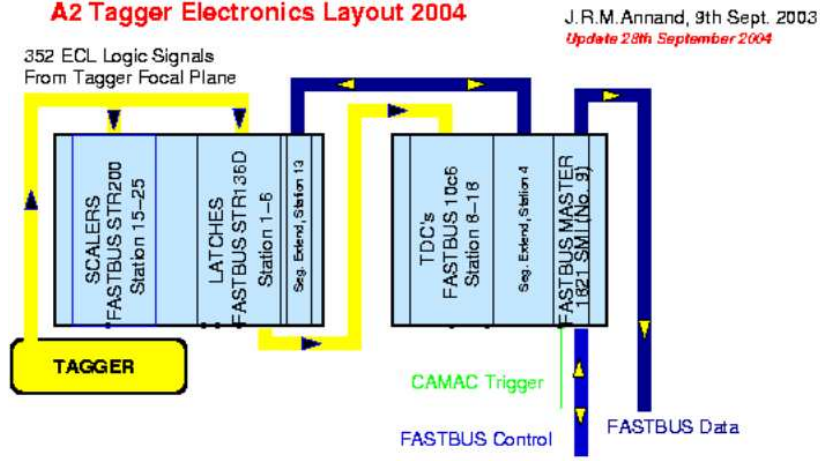 A2 Tagger Electronics Layout 2004
J.R.M.Annand, 9th Sept. 2003
Update 28th September 2004
352 ECL Logic Signals
From Tagger Focal Plane
SCALERS
FASTBUS STR200
Station 15–25
LATCHES
FASTBUS STR136D
Station 1–6
Seg. Extend, Station 13
TDC's
FASTBUS 10c6
Station 6–16
Seg. Extend, Station 4
FASTBUS MASTER
1821 SMI (No. 9)
TAGGER
CAMAC Trigger
FASTBUS Control
FASTBUS Data